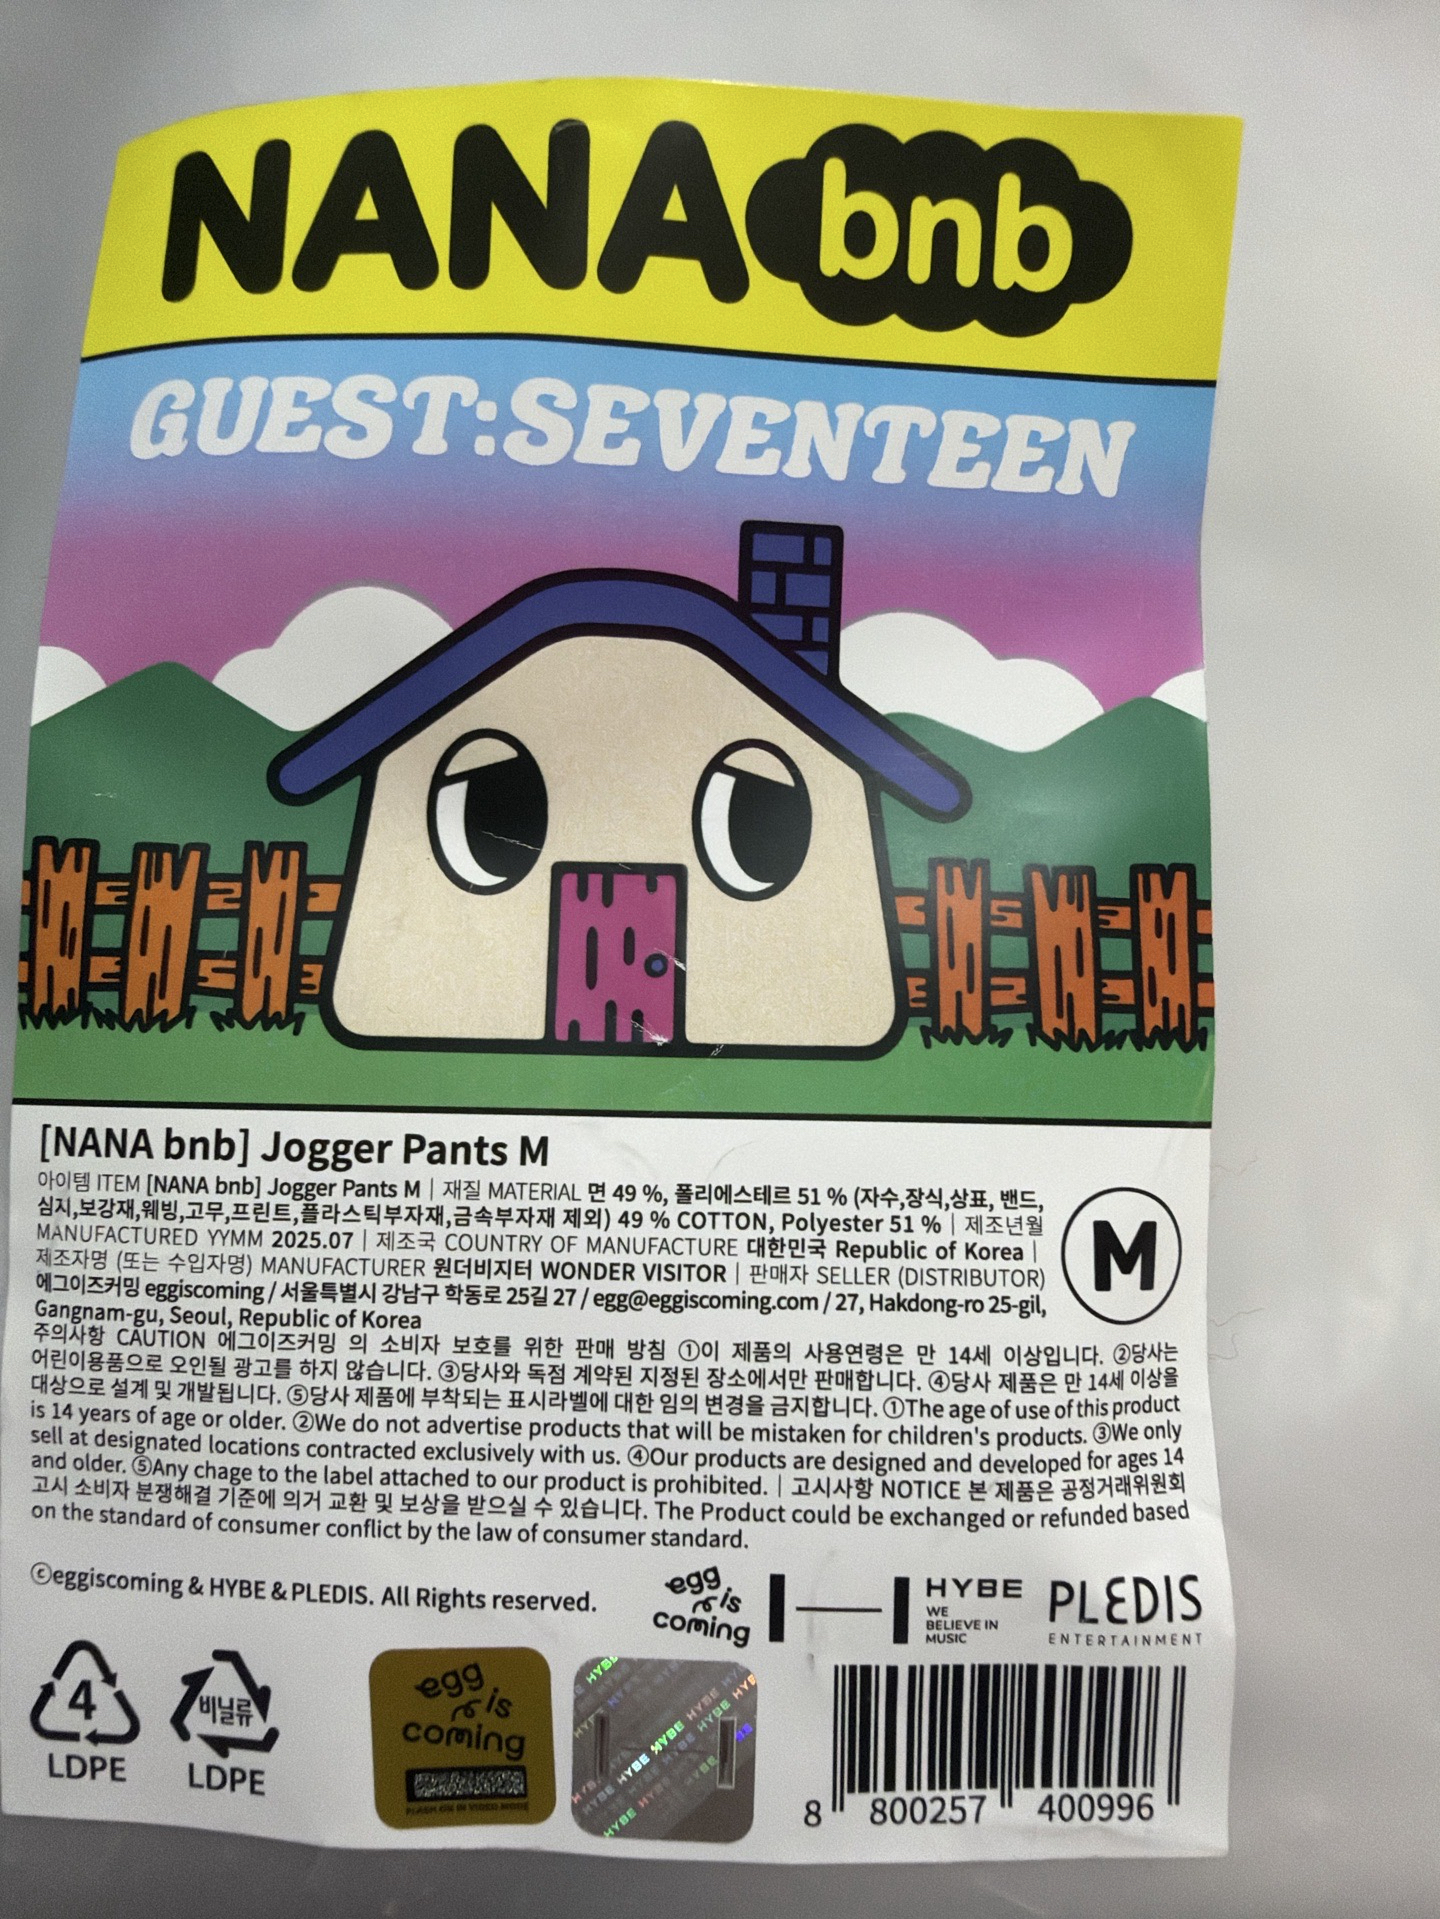 NANA bnb
GUEST:SEVENTEEN
[NANA bnb] Jogger Pants M
아이템 ITEM [NANA bnb] Jogger Pants M | 재질 MATERIAL 면 49 %, 폴리에스테르 51 % (자수,장식,상표, 밴드,
심지,보강재,웨빙,고무,프린트,플라스틱부자재,금속부자재 제외) 49 % COTTON, Polyester 51 % | 제조년월
MANUFACTURED YYMM 2025.07 | 제조국 COUNTRY OF MANUFACTURE 대한민국 Republic of Korea |
제조자명 (또는 수입자명) MANUFACTURER 원더비지터 WONDER VISITOR | 판매자 SELLER (DISTRIBUTOR)
에그이즈커밍 eggiscoming / 서울특별시 강남구 학동로 25길 27 / egg@eggiscoming.com / 27, Hakdong-ro 25-gil,
Gangnam-gu, Seoul, Republic of Korea
M
주의사항 CAUTION 에그이즈커밍 의 소비자 보호를 위한 판매 방침 ①이 제품의 사용연령은 만 14세 이상입니다. ②당사는
어린이용품으로 오인될 광고를 하지 않습니다. ③당사와 독점 계약된 지정된 장소에서만 판매합니다. ④당사 제품은 만 14세 이상을
대상으로 설계 및 개발됩니다. ⑤당사 제품에 부착되는 표시라벨에 대한 임의 변경을 금지합니다. ①The age of use of this product
is 14 years of age or older. ②We do not advertise products that will be mistaken for children's products. ③We only
sell at designated locations contracted exclusively with us. ④Our products are designed and developed for ages 14
and older. ⑤Any chage to the label attached to our product is prohibited. | 고시사항 NOTICE 본 제품은 공정거래위원회
고시 소비자 분쟁해결 기준에 의거 교환 및 보상을 받으실 수 있습니다. The Product could be exchanged or refunded based
on the standard of consumer conflict by the law of consumer standard.
ⓒeggiscoming & HYBE & PLEDIS. All Rights reserved.
egg is coming
HYBE
WE
BELIEVE IN
MUSIC
PLEDIS
ENTERTAINMENT
4
LDPE
비닐류
LDPE
egg is coming
FLASH ON IN VIDEO MODE
HYBE HYBE HYBE HYBE
8 800257 400996